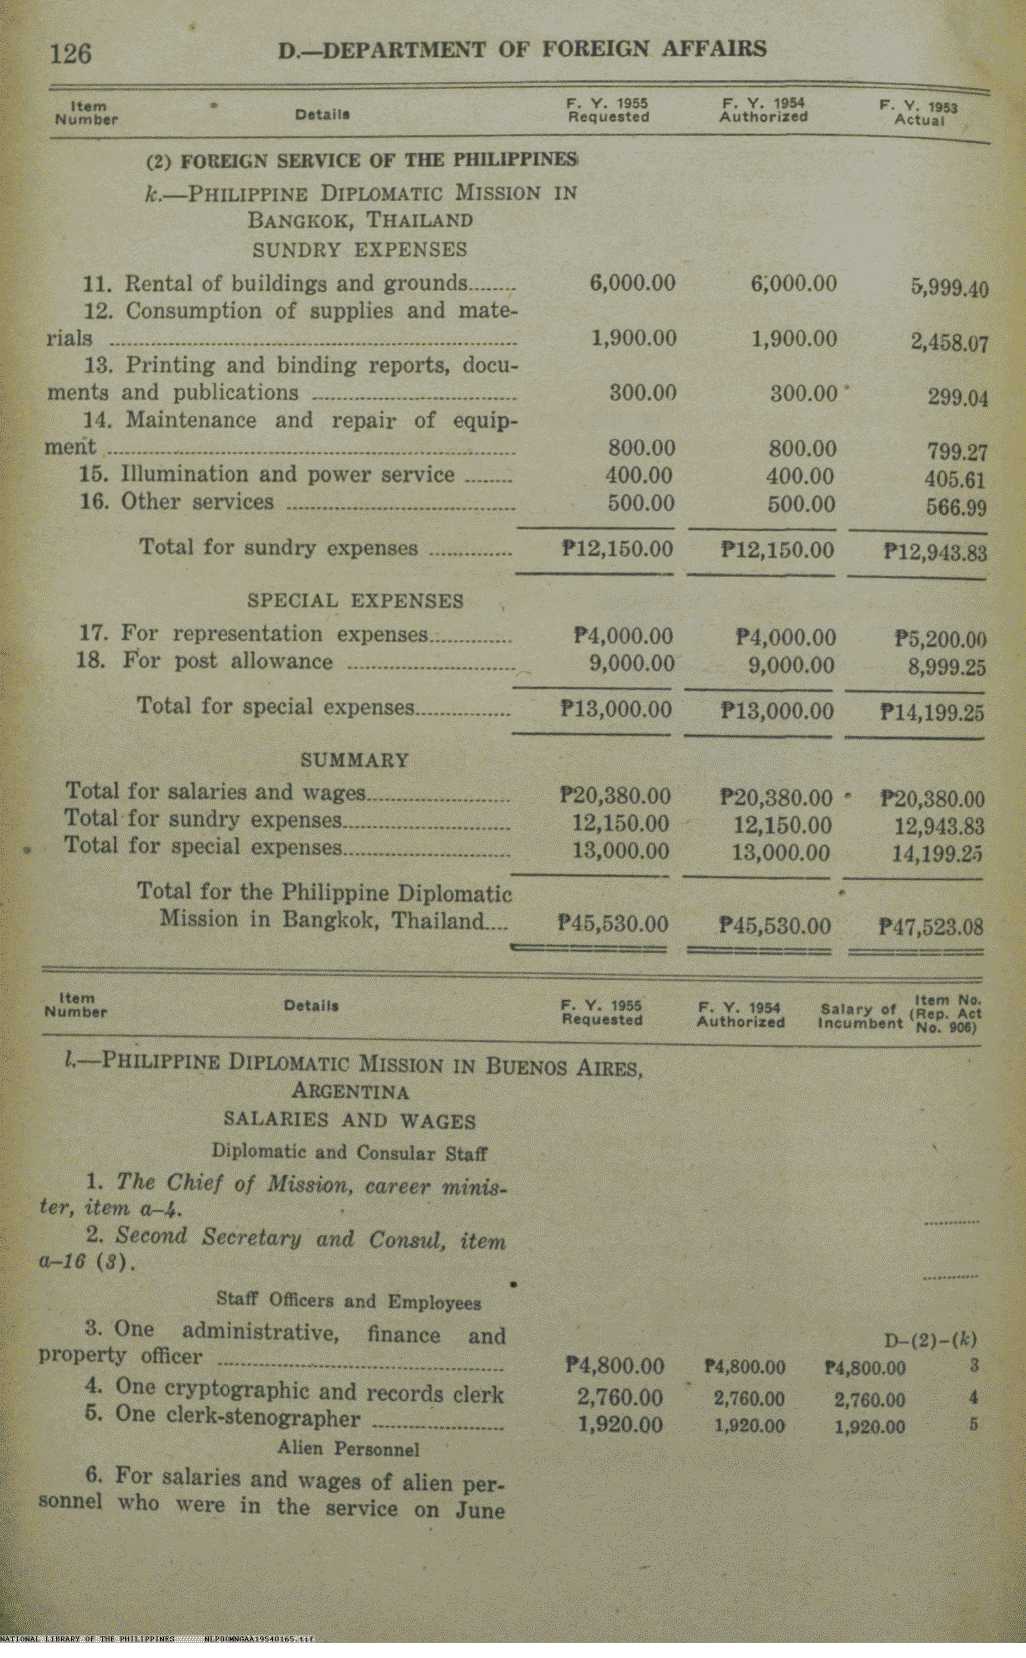 126 D.—DEPARTMENT OF FOREIGN AFFAIRS
Item Number Details F. Y. 1955 Requested F. Y. 1954 Authorized F. Y. 1953 Actual
(2) FOREIGN SERVICE OF THE PHILIPPINES
k.—PHILIPPINE DIPLOMATIC MISSION IN
BANGKOK, THAILAND
SUNDRY EXPENSES
11. Rental of buildings and grounds........ 6,000.00 6,000.00 5,999.40
12. Consumption of supplies and mate-
rials ........ 1,900.00 1,900.00 2,458.07
13. Printing and binding reports, docu-
ments and publications ........ 300.00 300.00 299.04
14. Maintenance and repair of equip-
ment ........ 800.00 800.00 799.27
15. Illumination and power service ........ 400.00 400.00 405.61
16. Other services ........ 500.00 500.00 566.99
Total for sundry expenses ........ ₱12,150.00 ₱12,150.00 ₱12,943.83
SPECIAL EXPENSES
17. For representation expenses........ ₱4,000.00 ₱4,000.00 ₱5,200.00
18. For post allowance ........ 9,000.00 9,000.00 8,999.25
Total for special expenses........ ₱13,000.00 ₱13,000.00 ₱14,199.25
SUMMARY
Total for salaries and wages........ ₱20,380.00 ₱20,380.00 ₱20,380.00
Total for sundry expenses........ 12,150.00 12,150.00 12,943.83
Total for special expenses........ 13,000.00 13,000.00 14,199.25
Total for the Philippine Diplomatic
Mission in Bangkok, Thailand.... ₱45,530.00 ₱45,530.00 ₱47,523.08
Item Number Details F. Y. 1955 Requested F. Y. 1954 Authorized Salary of Incumbent Item No. (Rep. Act No. 906)
l.—PHILIPPINE DIPLOMATIC MISSION IN BUENOS AIRES,
ARGENTINA
SALARIES AND WAGES
Diplomatic and Consular Staff
1. The Chief of Mission, career minis-
ter, item a-4. ........
2. Second Secretary and Consul, item
a-16 (3). ........
Staff Officers and Employees
3. One administrative, finance and D-(2)-(k)
property officer ........ ₱4,800.00 ₱4,800.00 ₱4,800.00 3
4. One cryptographic and records clerk 2,760.00 2,760.00 2,760.00 4
5. One clerk-stenographer ........ 1,920.00 1,920.00 1,920.00 5
Alien Personnel
6. For salaries and wages of alien per-
sonnel who were in the service on June
NATIONAL LIBRARY OF THE PHILIPPINES NLPOOMNGAA19540165.tif